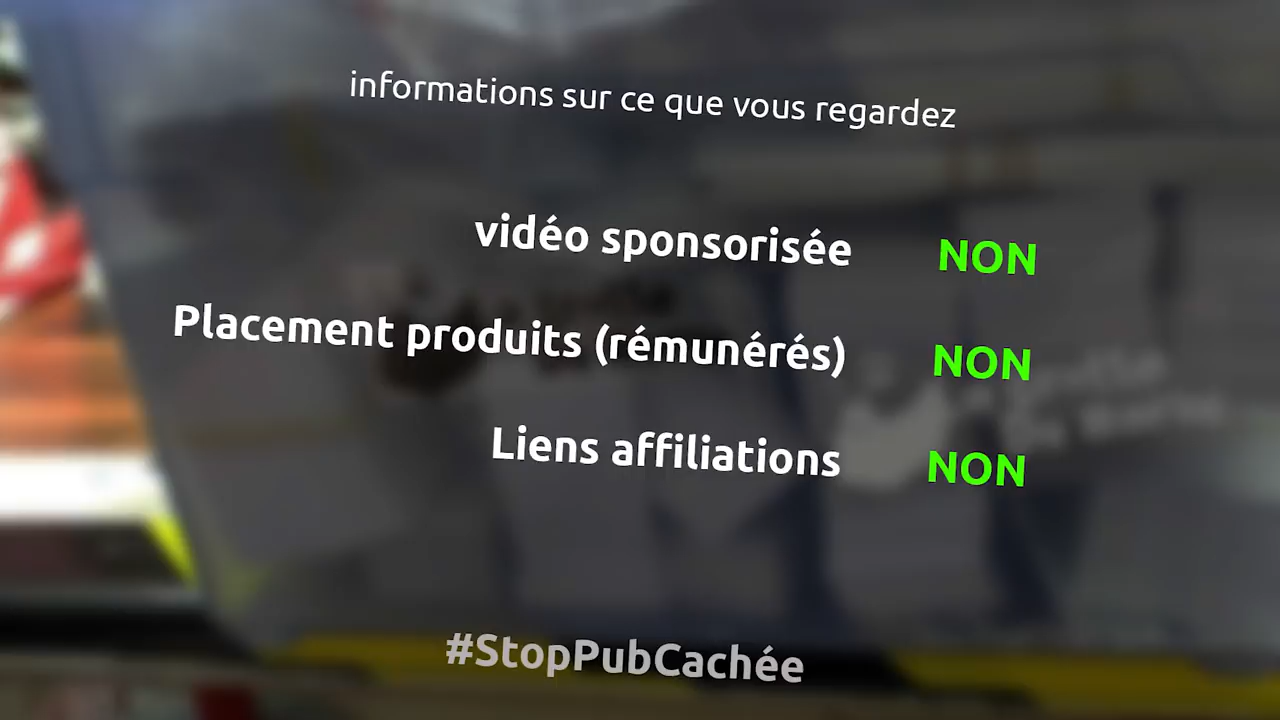 informations sur ce que vous regardez
vidéo sponsorisée NON
Placement produits (rémunérés) NON
Liens affiliations NON
#StopPubCachée